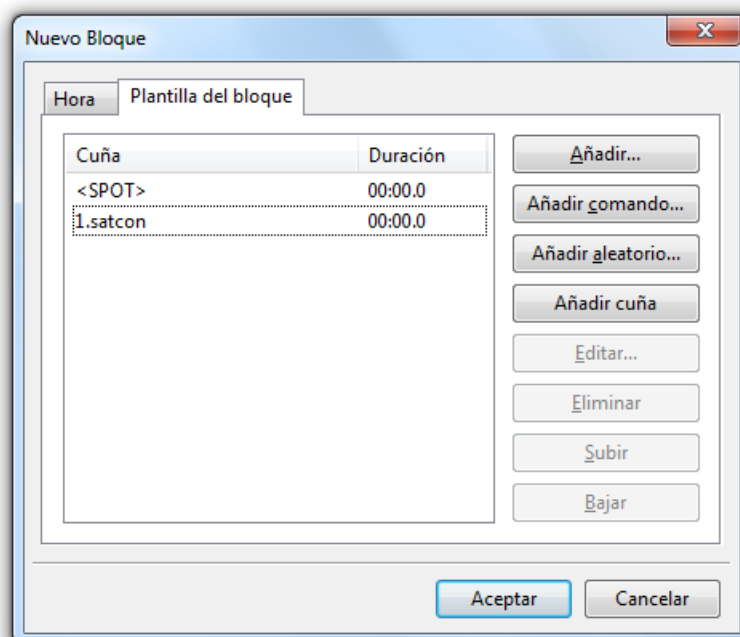 Nuevo Bloque
Hora
Plantilla del bloque
Cuña Duración
<SPOT> 00:00.0
1.satcon 00:00.0
Añadir...
Añadir comando...
Añadir aleatorio...
Añadir cuña
Editar...
Eliminar
Subir
Bajar
Aceptar
Cancelar